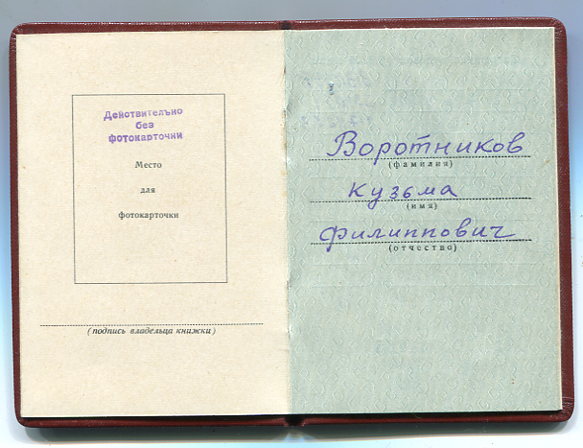 Действительно
без
фотокарточки
Место
для
фотокарточки
(подпись владельца книжки)
Воротников
(фамилия)
Кузьма
(имя)
Филиппович
(отчество)